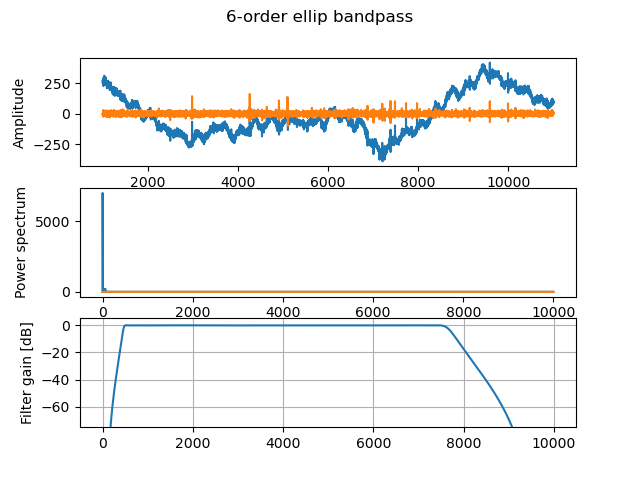 6-order ellip bandpass
Amplitude
250
0
−250
2000 4000 6000 8000 10000
Power spectrum
5000
0
0 2000 4000 6000 8000 10000
Filter gain [dB]
0
−20
−40
−60
0 2000 4000 6000 8000 10000